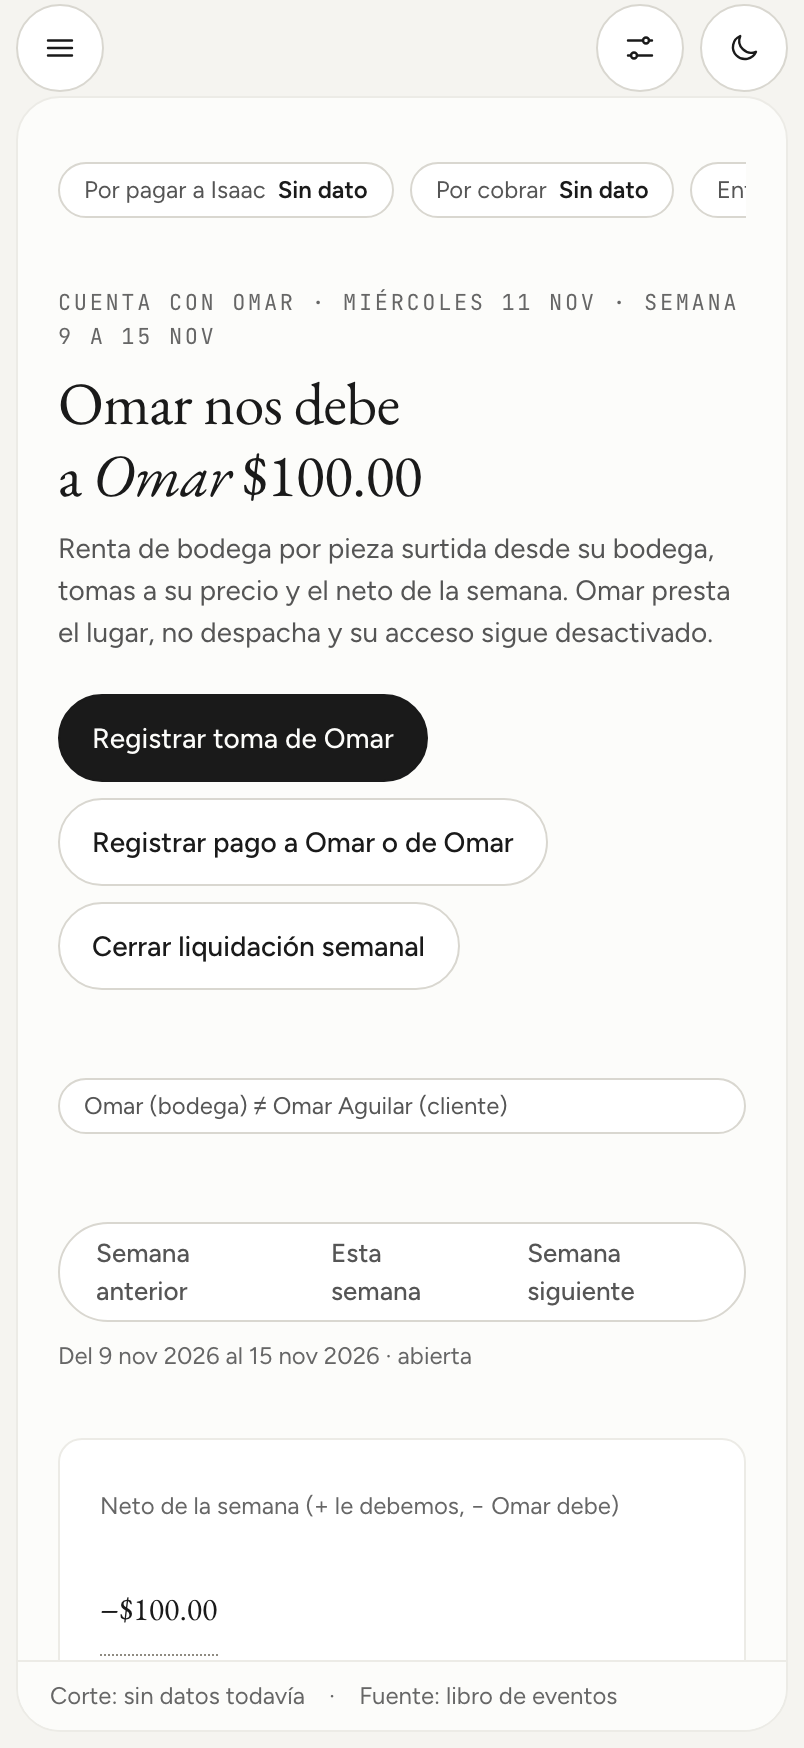 Por pagar a Isaac Sin dato
Por cobrar Sin dato
CUENTA CON OMAR · MIÉRCOLES 11 NOV · SEMANA
9 A 15 NOV
Omar nos debe
a Omar $100.00
Renta de bodega por pieza surtida desde su bodega,
tomas a su precio y el neto de la semana. Omar presta
el lugar, no despacha y su acceso sigue desactivado.
Registrar toma de Omar
Registrar pago a Omar o de Omar
Cerrar liquidación semanal
Omar (bodega) ≠ Omar Aguilar (cliente)
Semana
anterior
Esta
semana
Semana
siguiente
Del 9 nov 2026 al 15 nov 2026 · abierta
Neto de la semana (+ le debemos, − Omar debe)
−$100.00
Corte: sin datos todavía · Fuente: libro de eventos